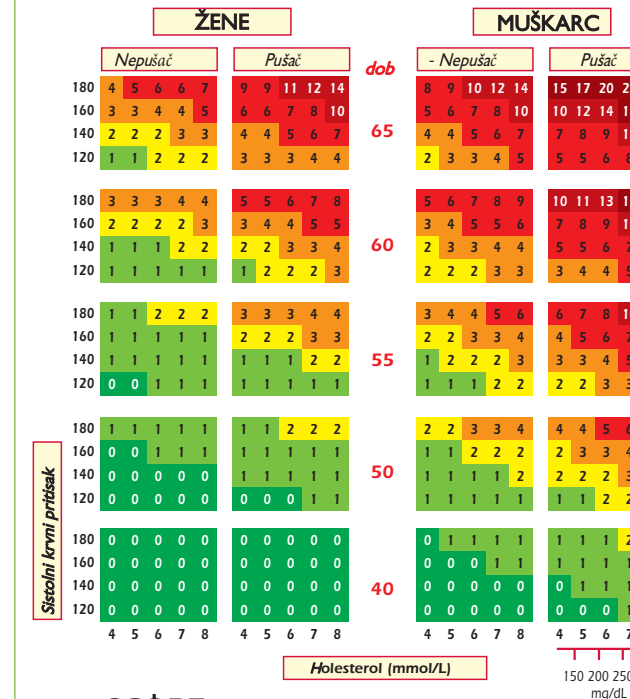 ŽENE MUŠKARC
Nepušač Pušač dob - Nepušač Pušač
180 4 5 6 6 7 9 9 11 12 14 8 9 10 12 14 15 17 20
160 3 3 4 4 5 6 6 7 8 10 5 6 7 8 10 10 12 14
140 2 2 2 3 3 4 4 5 6 7 65 4 4 5 6 7 7 8 9
120 1 1 2 2 2 3 3 3 4 4 2 3 3 4 5 5 5 6
180 3 3 3 4 4 5 5 6 7 8 5 6 7 8 9 10 11 13
160 2 2 2 2 3 3 4 4 5 5 3 4 5 5 6 7 8 9
140 1 1 1 2 2 2 2 3 3 4 60 2 3 3 4 4 5 5 6
120 1 1 1 1 1 1 2 2 2 3 2 2 2 3 3 3 4 4
180 1 1 2 2 2 3 3 3 4 4 3 4 4 5 6 6 7 8
160 1 1 1 1 1 2 2 2 3 3 2 2 3 3 4 4 5 6
140 1 1 1 1 1 1 1 1 2 2 55 1 2 2 2 3 3 3 4
120 0 0 1 1 1 1 1 1 1 1 1 1 1 2 2 2 2 3
180 1 1 1 1 1 1 1 2 2 2 2 2 3 3 4 4 4 5
160 0 0 1 1 1 1 1 1 1 1 1 1 2 2 2 2 3 3
140 0 0 0 0 0 1 1 1 1 1 50 1 1 1 1 2 2 2 2
120 0 0 0 0 0 0 0 0 1 1 1 1 1 1 1 1 1 2
180 0 0 0 0 0 0 0 0 0 0 0 1 1 1 1 1 1 1
160 0 0 0 0 0 0 0 0 0 0 0 0 0 1 1 1 1 1
140 0 0 0 0 0 0 0 0 0 0 40 0 0 0 0 0 0 1 1
120 0 0 0 0 0 0 0 0 0 0 0 0 0 0 0 0 0 0
4 5 6 7 8 4 5 6 7 8 4 5 6 7 8 4 5 6 7
Sistolni krvni pritisak
Holesterol (mmol/L)
150 200 250
mg/dL